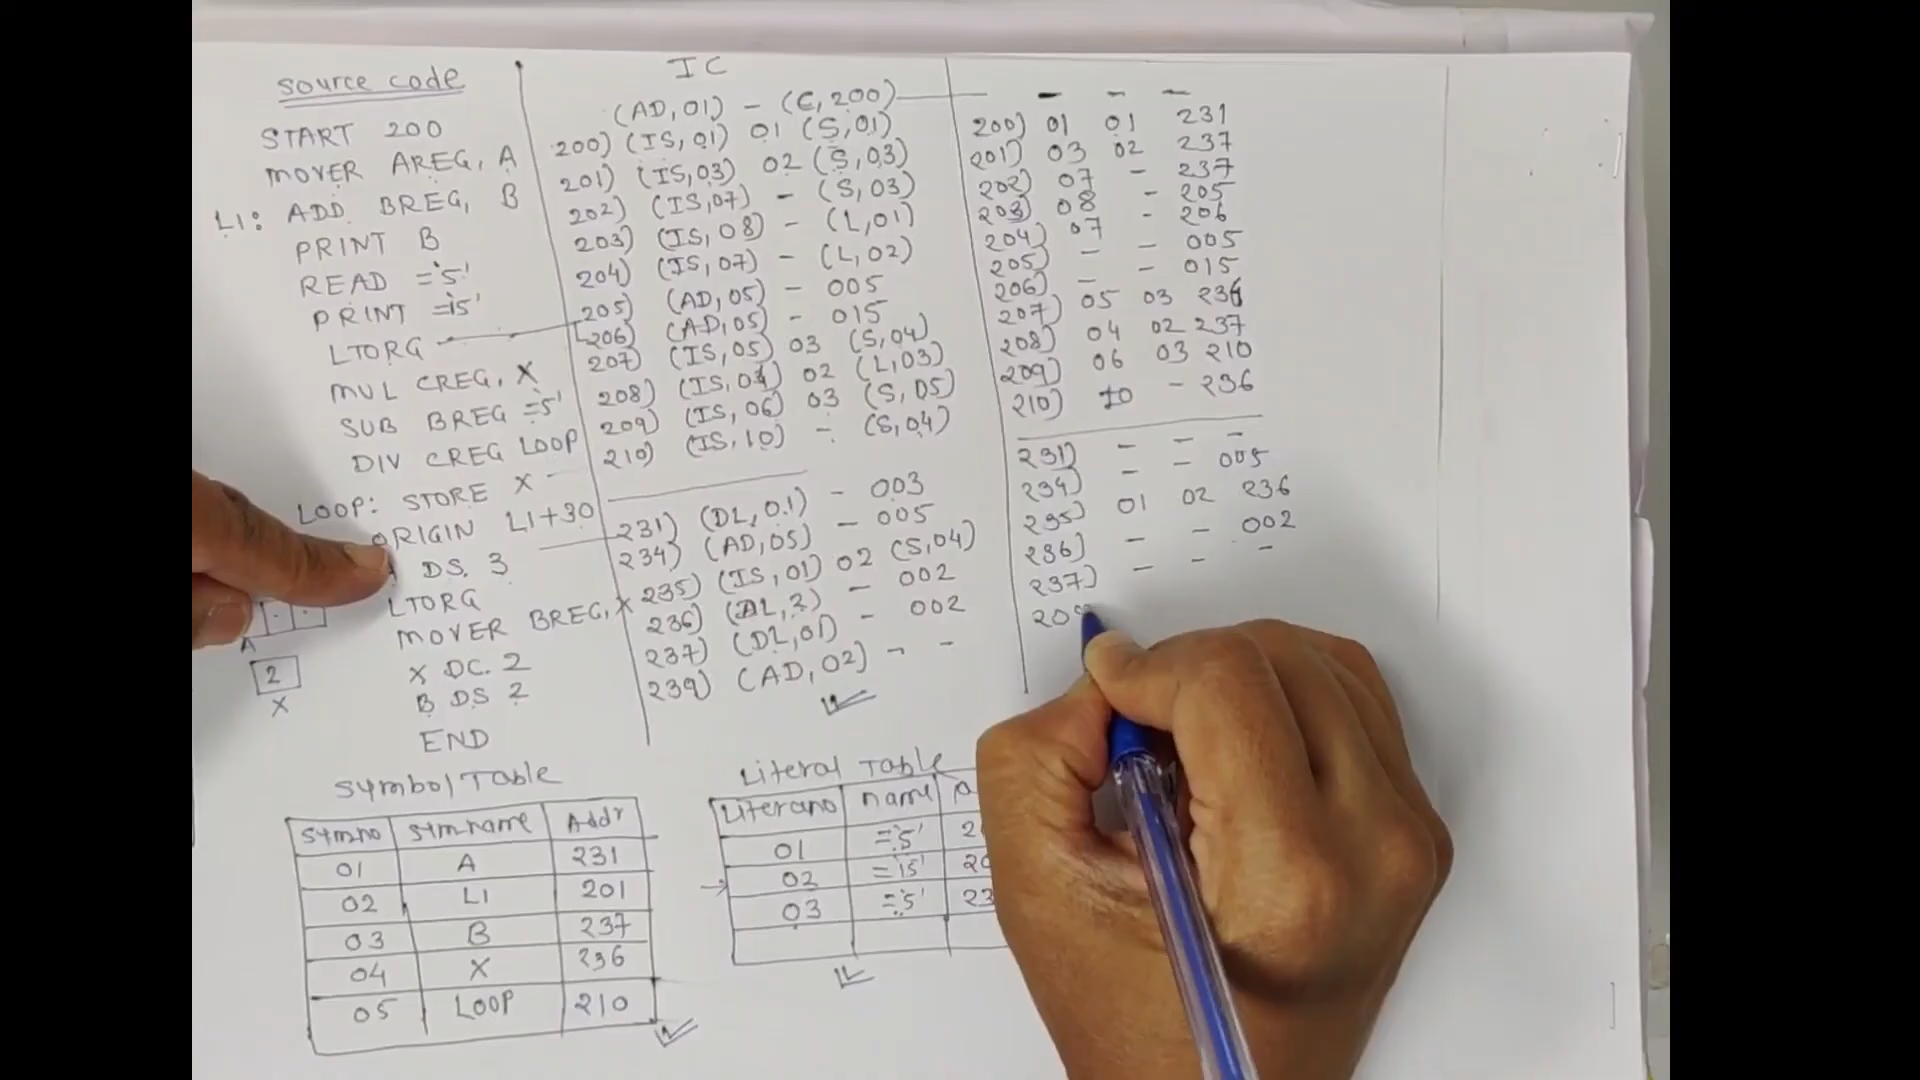 source code
START 200
MOVER AREG, A
L1: ADD BREG, B
PRINT B
READ ='5'
PRINT ='15'
LTORG
MUL CREG, X
SUB BREG ='5'
DIV CREG LOOP
LOOP: STORE X
ORIGIN L1+30
DS. 3
LTORG
MOVER BREG, X
X DC. 2
B DS 2
END
A
2
X
IC
(AD, 01) - (C, 200)
200) (IS, 01) 01 (S, 01)
201) (IS, 03) 02 (S, 03)
202) (IS, 07) - (S, 03)
203) (IS, 08) - (L, 01)
204) (IS, 07) - (L, 02)
205) (AD, 05) - 005
206) (AD, 05) - 015
207) (IS, 05) 03 (S, 04)
208) (IS, 04) 02 (L, 03)
209) (IS, 06) 03 (S, 05)
210) (IS, 10) - (S, 04)
231) (DL, 01) - 003
234) (AD, 05) - 005
235) (IS, 01) 02 (S, 04)
236) (DL, 2) - 002
237) (DL, 01) - 002
239) (AD, 02) - -
- - -
200) 01 01 231
201) 03 02 237
202) 07 - 237
203) 08 - 205
204) 07 - 206
205) - - 005
206) - - 015
207) 05 03 236
208) 04 02 237
209) 06 03 210
210) 10 - 236
231) - - -
234) - - 005
235) 01 02 236
236) - - 002
237) - - -
20
Symbol Table
Symno Symname Addr
01 A 231
02 L1 201
03 B 237
04 X 236
05 LOOP 210
Literal Table
Literano name
01 ='5'
02 ='15'
03 ='5'